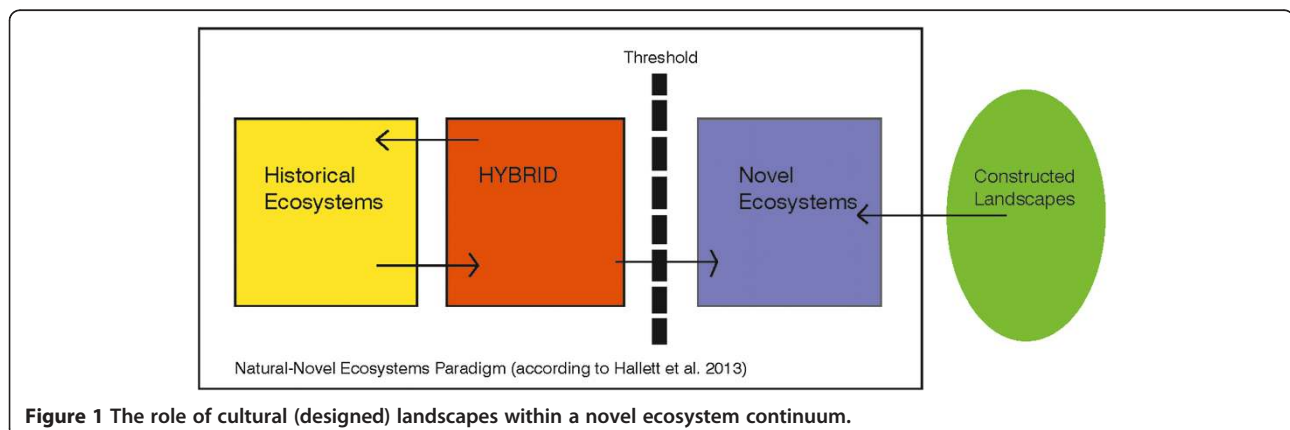 Threshold
Historical
Ecosystems
HYBRID
Novel
Ecosystems
Constructed
Landscapes
Natural-Novel Ecosystems Paradigm (according to Hallett et al. 2013)
Figure 1 The role of cultural (designed) landscapes within a novel ecosystem continuum.